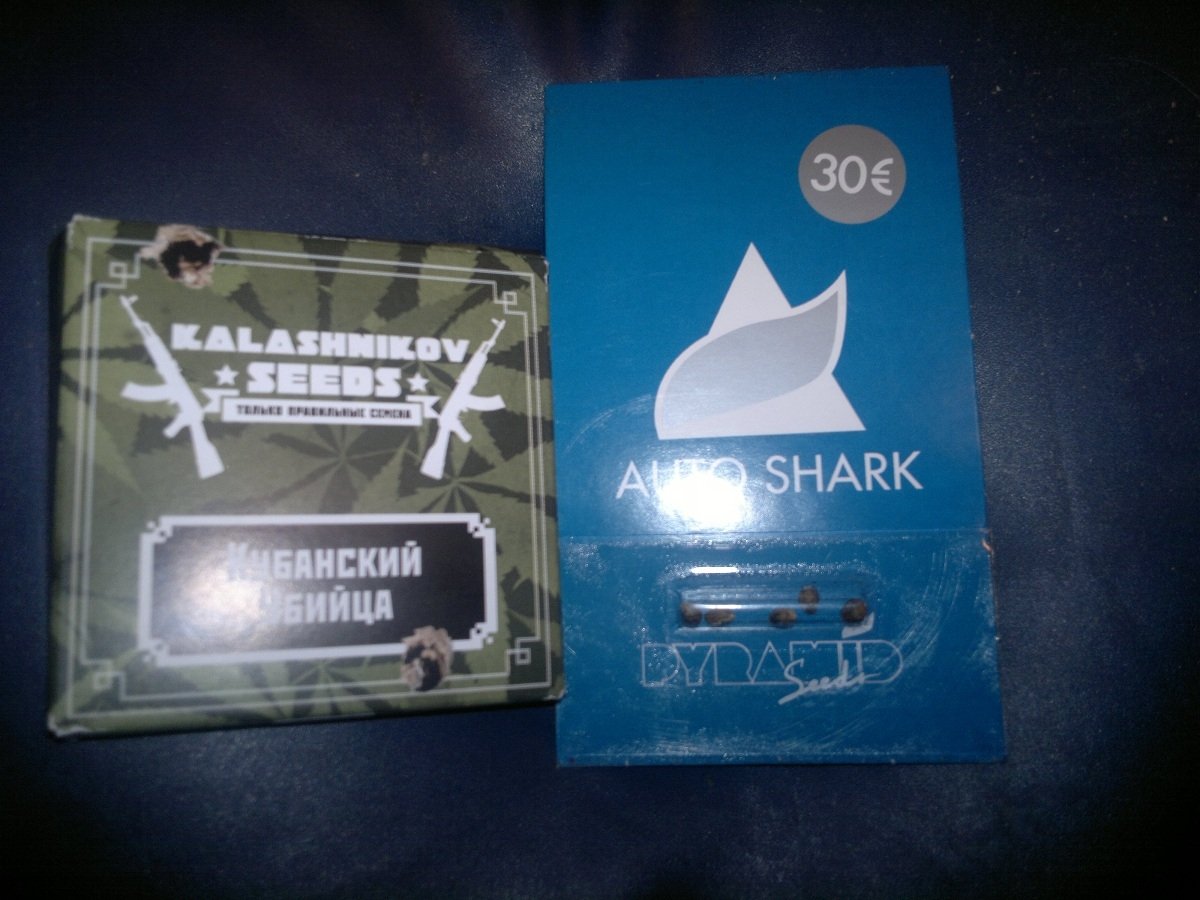 KALASHNIKOV
SEEDS
ТОЛЬКО ПРАВИЛЬНЫЕ СЕМЕНА
КУБАНСКИЙ
УБИЙЦА
30€
AUTO SHARK
PYRAMID
Seeds